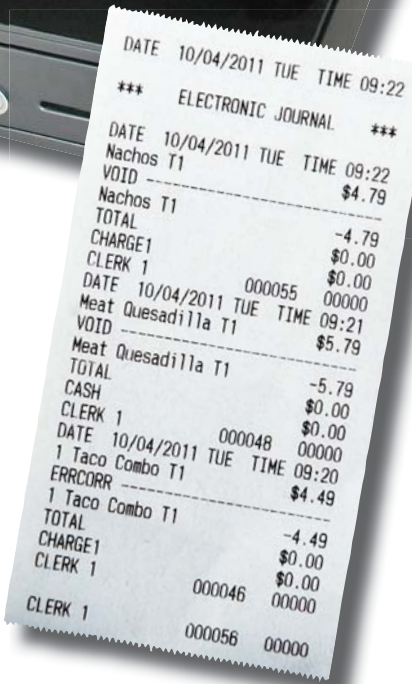 DATE 10/04/2011 TUE TIME 09:22
*** ELECTRONIC JOURNAL ***
DATE 10/04/2011 TUE TIME 09:22
Nachos T1 $4.79
VOID --------------------
Nachos T1 -4.79
TOTAL $0.00
CHARGE1 $0.00
CLERK 1 000055 00000
DATE 10/04/2011 TUE TIME 09:21
Meat Quesadilla T1 $5.79
VOID --------------------
Meat Quesadilla T1 -5.79
TOTAL $0.00
CASH $0.00
CLERK 1 000048 00000
DATE 10/04/2011 TUE TIME 09:20
1 Taco Combo T1 $4.49
ERRCORR --------------------
1 Taco Combo T1 -4.49
TOTAL $0.00
CHARGE1 $0.00
CLERK 1 000046 00000
CLERK 1 000056 00000